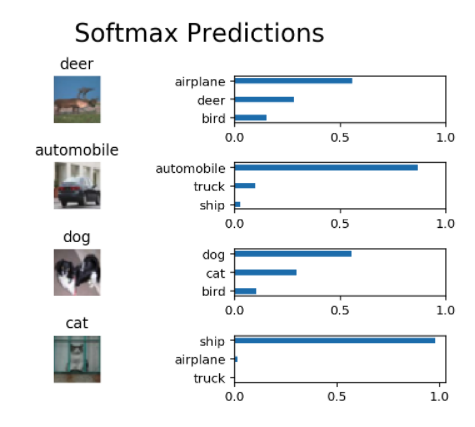 Softmax Predictions
deer
airplane
deer
bird
0.0 0.5 1.0
automobile
automobile
truck
ship
0.0 0.5 1.0
dog
dog
cat
bird
0.0 0.5 1.0
cat
ship
airplane
truck
0.0 0.5 1.0